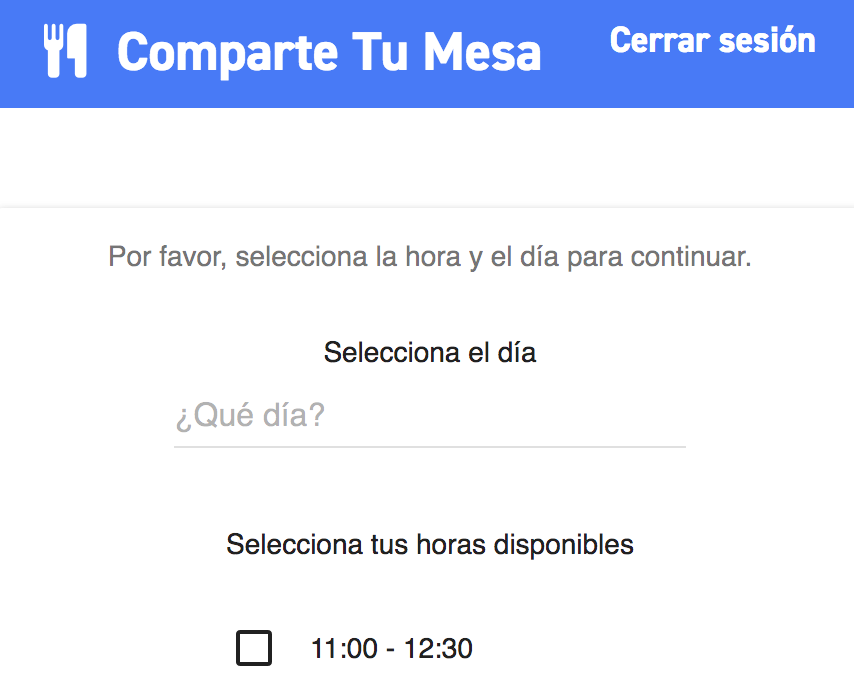 Comparte Tu Mesa
Cerrar sesión
Por favor, selecciona la hora y el día para continuar.
Selecciona el día
¿Qué día?
Selecciona tus horas disponibles
11:00 - 12:30